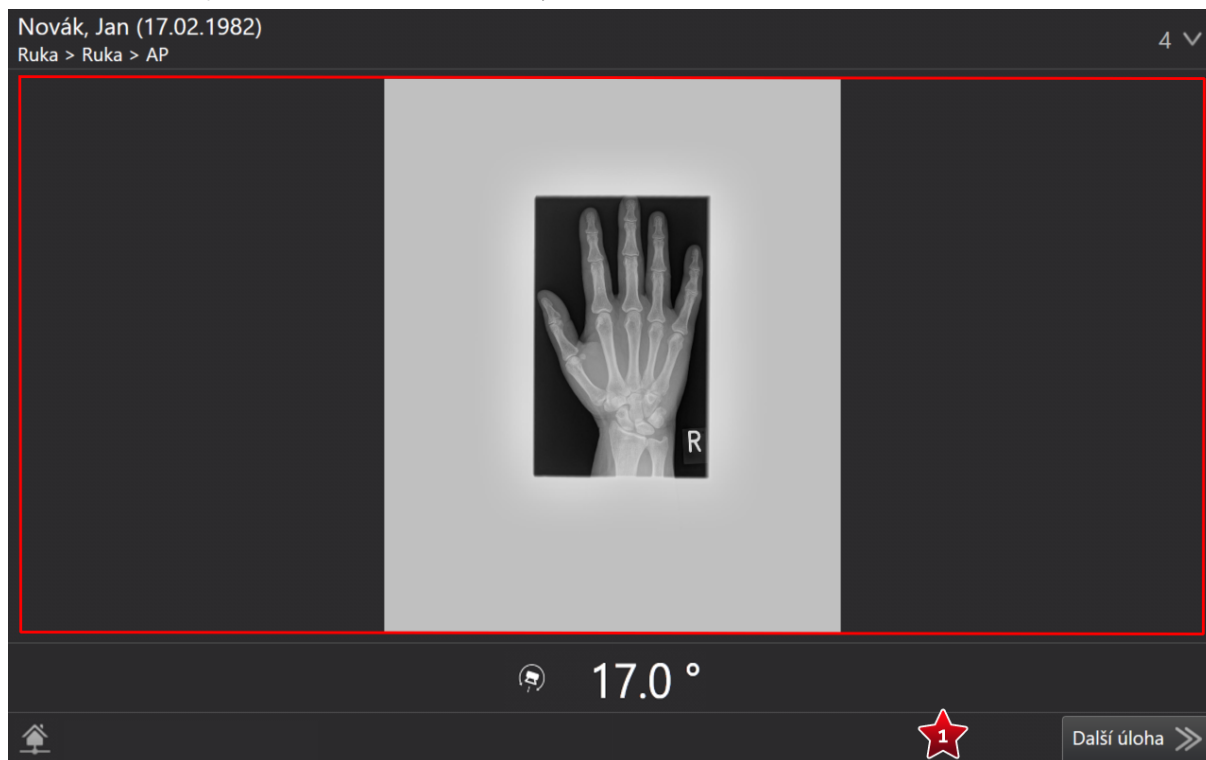 Novák, Jan (17.02.1982)
Ruka > Ruka > AP
4
R
17.0 °
1
Další úloha